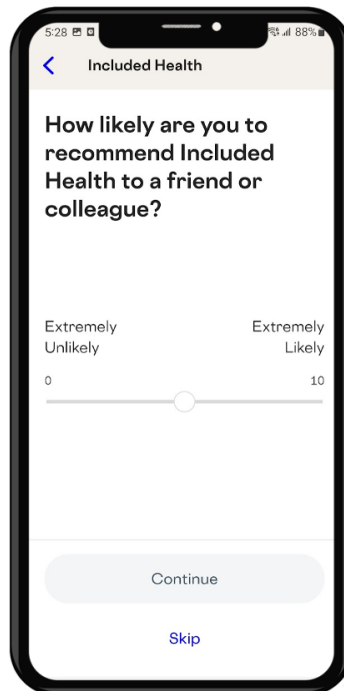 5:28 88%
Included Health
How likely are you to
recommend Included
Health to a friend or
colleague?
Extremely Extremely
Unlikely Likely
0 10
Continue
Skip